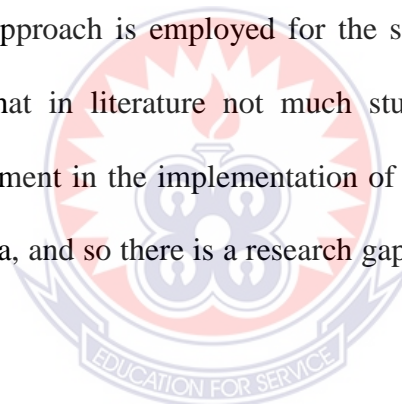 pproach is employed for the s
hat in literature not much stu
ment in the implementation of
a, and so there is a research gap
EDUCATION FOR SERVICE